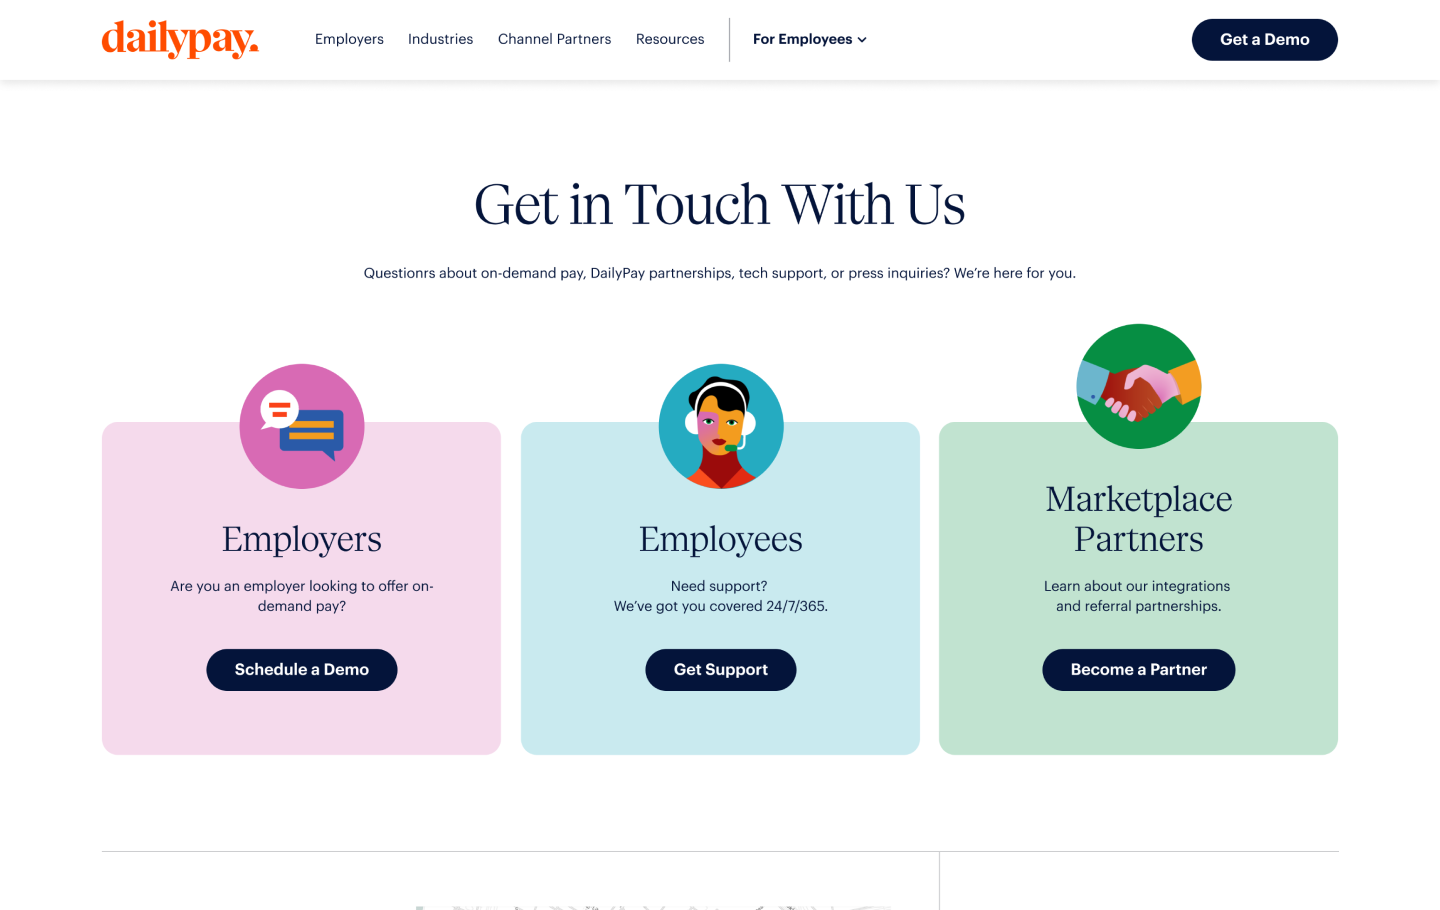 dailypay.
Employers
Industries
Channel Partners
Resources
For Employees
Get a Demo
Get in Touch With Us
Questionrs about on-demand pay, DailyPay partnerships, tech support, or press inquiries? We're here for you.
Employers
Are you an employer looking to offer on-
demand pay?
Schedule a Demo
Employees
Need support?
We've got you covered 24/7/365.
Get Support
Marketplace
Partners
Learn about our integrations
and referral partnerships.
Become a Partner